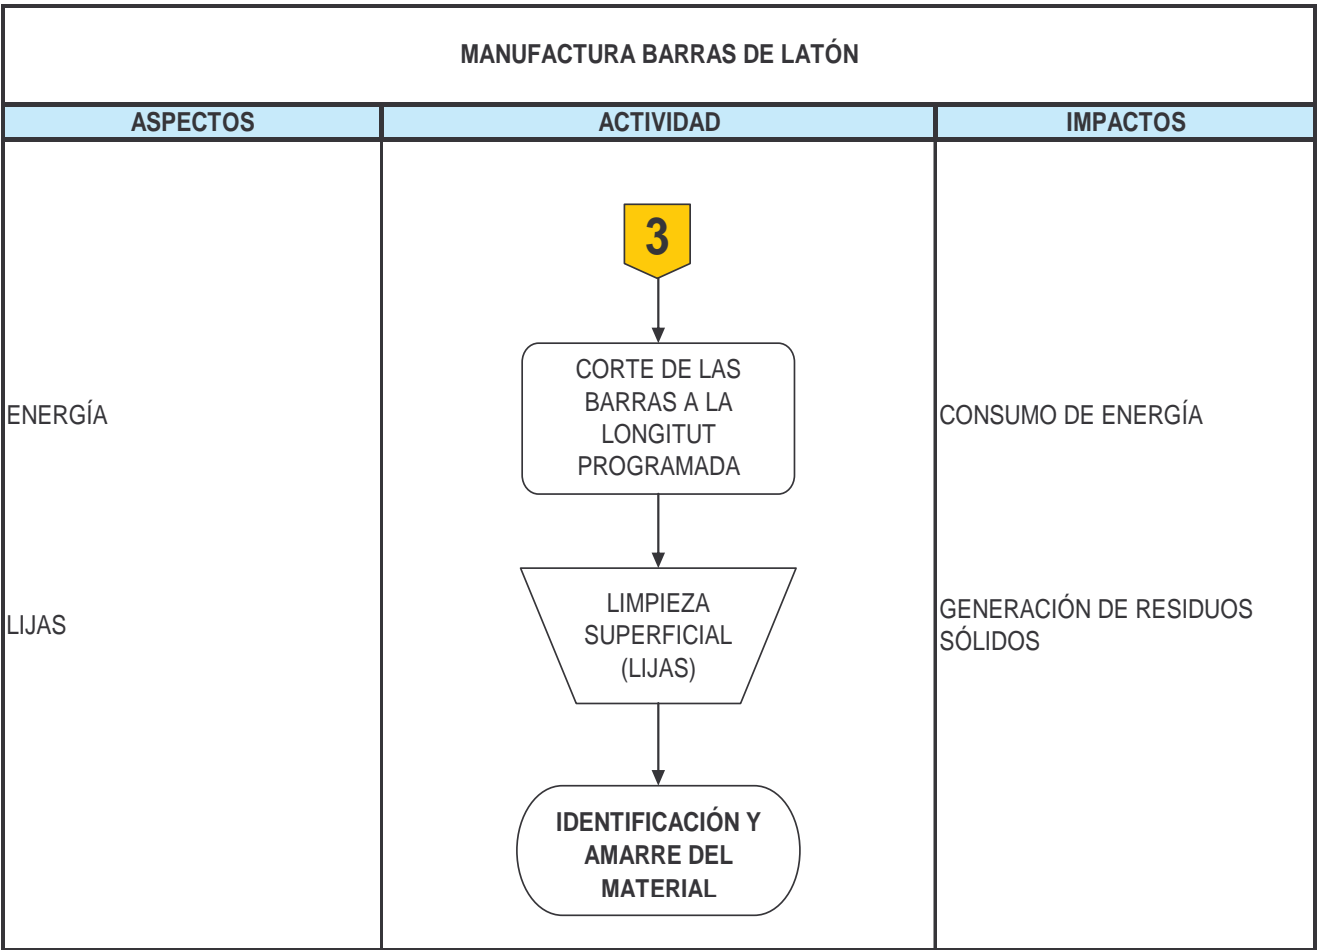 MANUFACTURA BARRAS DE LATÓN
ASPECTOS
ACTIVIDAD
IMPACTOS
3
ENERGÍA
CORTE DE LAS
BARRAS A LA
LONGITUT
PROGRAMADA
CONSUMO DE ENERGÍA
LIJAS
LIMPIEZA
SUPERFICIAL
(LIJAS)
GENERACIÓN DE RESIDUOS
SÓLIDOS
IDENTIFICACIÓN Y
AMARRE DEL
MATERIAL